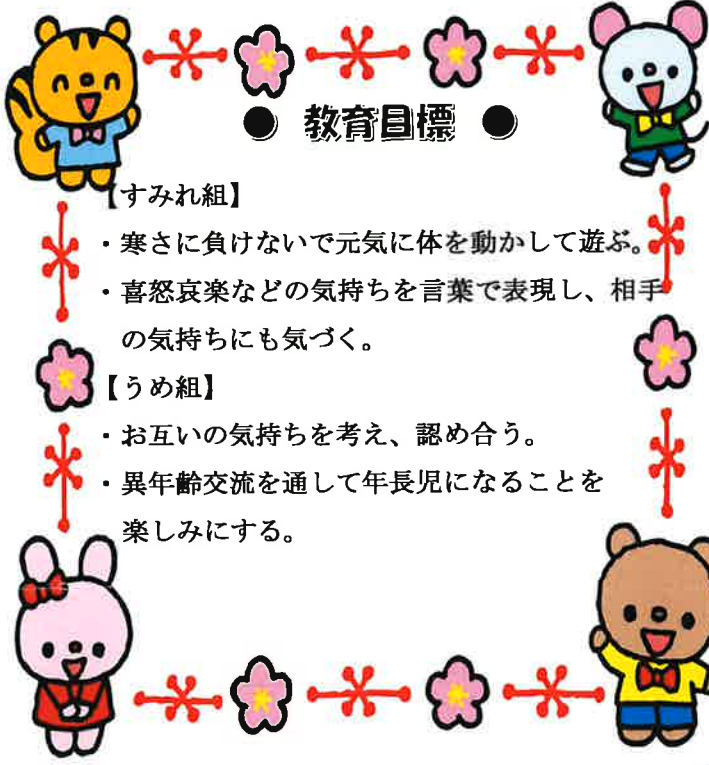 ● 教育目標 ●
【すみれ組】
・寒さに負けないで元気に体を動かして遊ぶ。
・喜怒哀楽などの気持ちを言葉で表現し、相手
の気持ちにも気づく。
【うめ組】
・お互いの気持ちを考え、認め合う。
・異年齢交流を通して年長児になることを
楽しみにする。